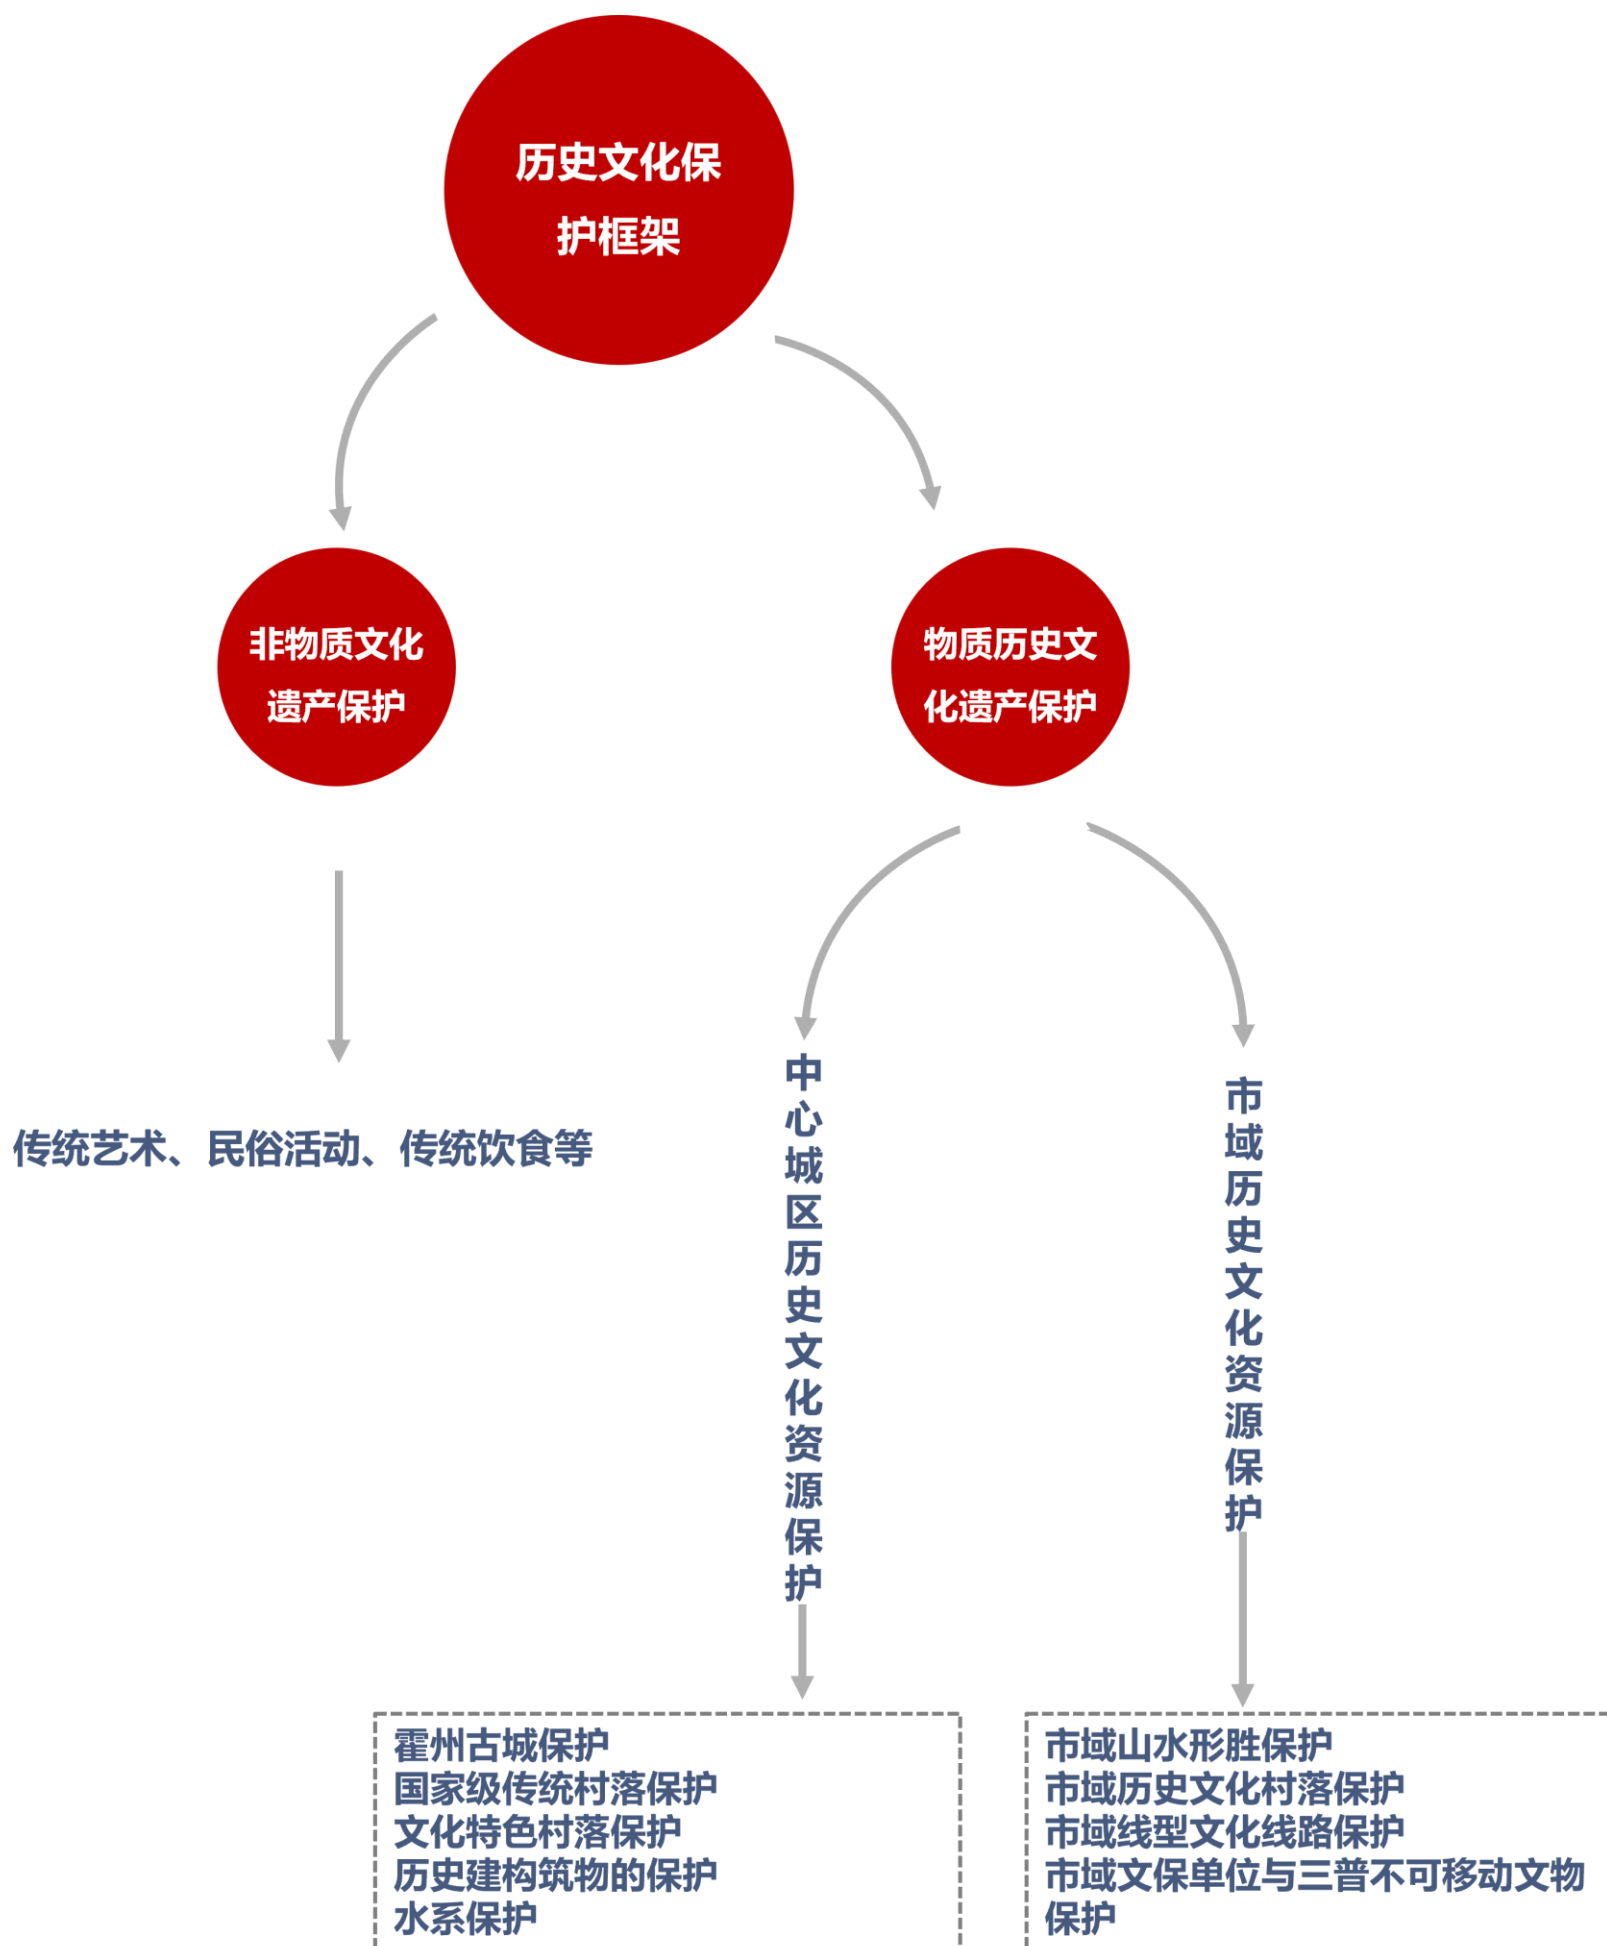 历史文化保
护框架
非物质文化
遗产保护
物质历史文
化遗产保护
传统艺术、民俗活动、传统饮食等
中心城区历史文化资源保护
市域历史文化资源保护
霍州古城保护
国家级传统村落保护
文化特色村落保护
历史建构筑物的保护
水系保护
市域山水形胜保护
市域历史文化村落保护
市域线型文化线路保护
市域文保单位与三普不可移动文物
保护